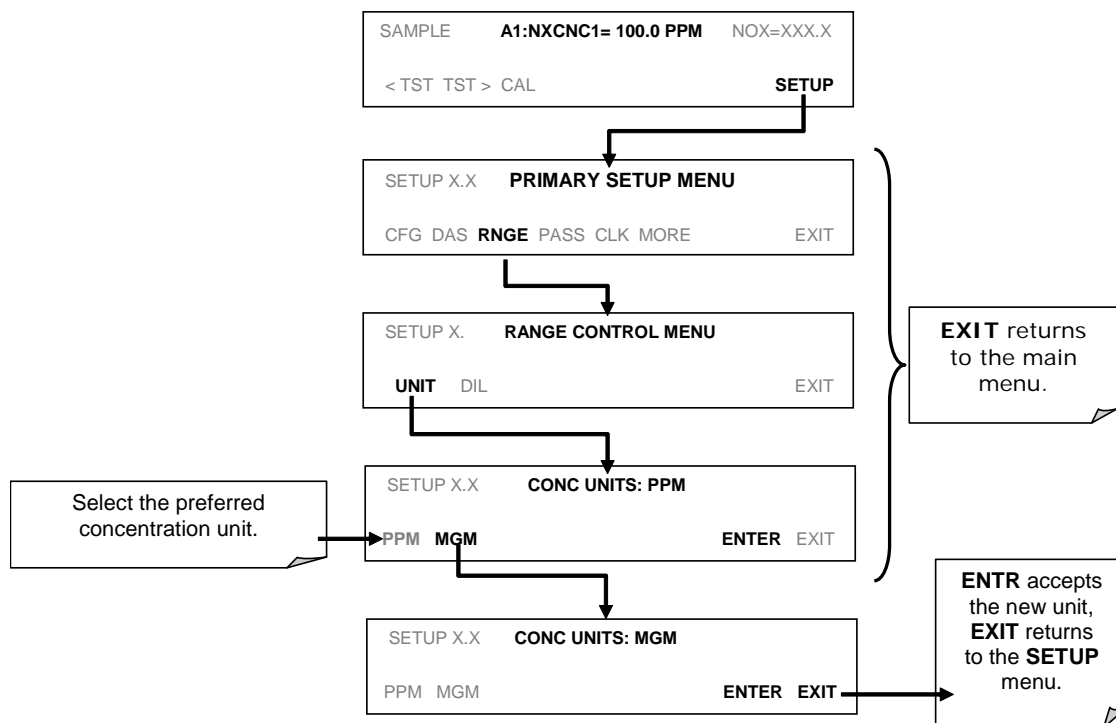 SAMPLE A1:NXCNC1= 100.0 PPM NOX=XXX.X
< TST TST > CAL SETUP
SETUP X.X PRIMARY SETUP MENU
CFG DAS RNGE PASS CLK MORE EXIT
SETUP X. RANGE CONTROL MENU
UNIT DIL EXIT
EXIT returns
to the main
menu.
SETUP X.X CONC UNITS: PPM
PPM MGM ENTER EXIT
Select the preferred
concentration unit.
SETUP X.X CONC UNITS: MGM
PPM MGM ENTER EXIT
ENTR accepts
the new unit,
EXIT returns
to the SETUP
menu.